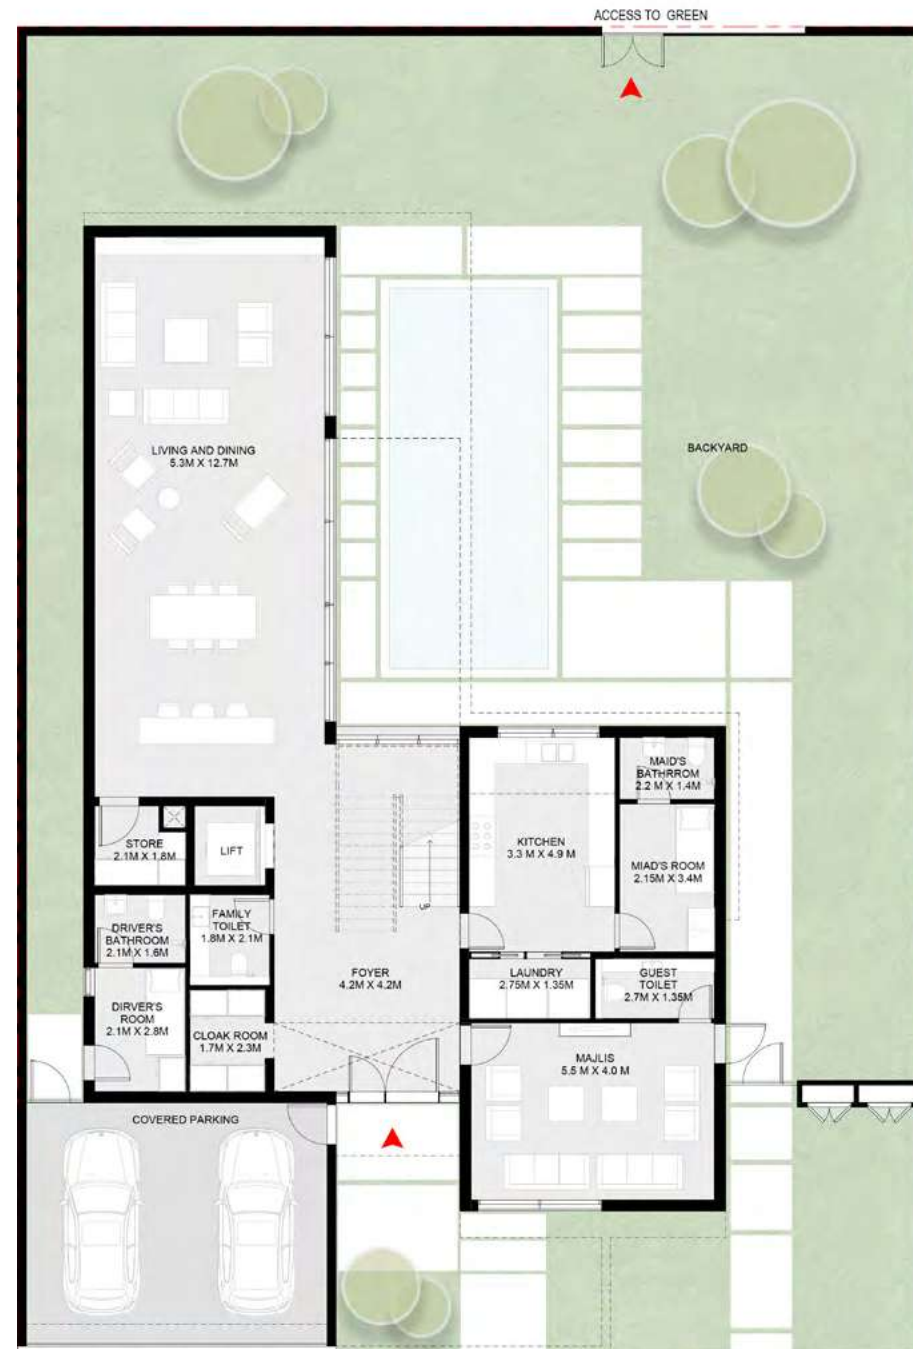 ACCESS TO GREEN
BACKYARD
LIVING AND DINING
5.3M X 12.7M
MAID'S
BATHRROM
2.2 M X 1.4M
STORE
2.1M X 1.8M
LIFT
KITCHEN
3.3 M X 4.9 M
MIAD'S ROOM
2.15M X 3.4M
UP
DRIVER'S
BATHROOM
2.1M X 1.6M
FAMILY
TOILET
1.8M X 2.1M
FOYER
4.2M X 4.2M
LAUNDRY
2.75M X 1.35M
GUEST
TOILET
2.7M X 1.35M
DIRVER'S
ROOM
2.1M X 2.8M
CLOAK ROOM
1.7M X 2.3M
MAJLIS
5.5 M X 4.0 M
COVERED PARKING